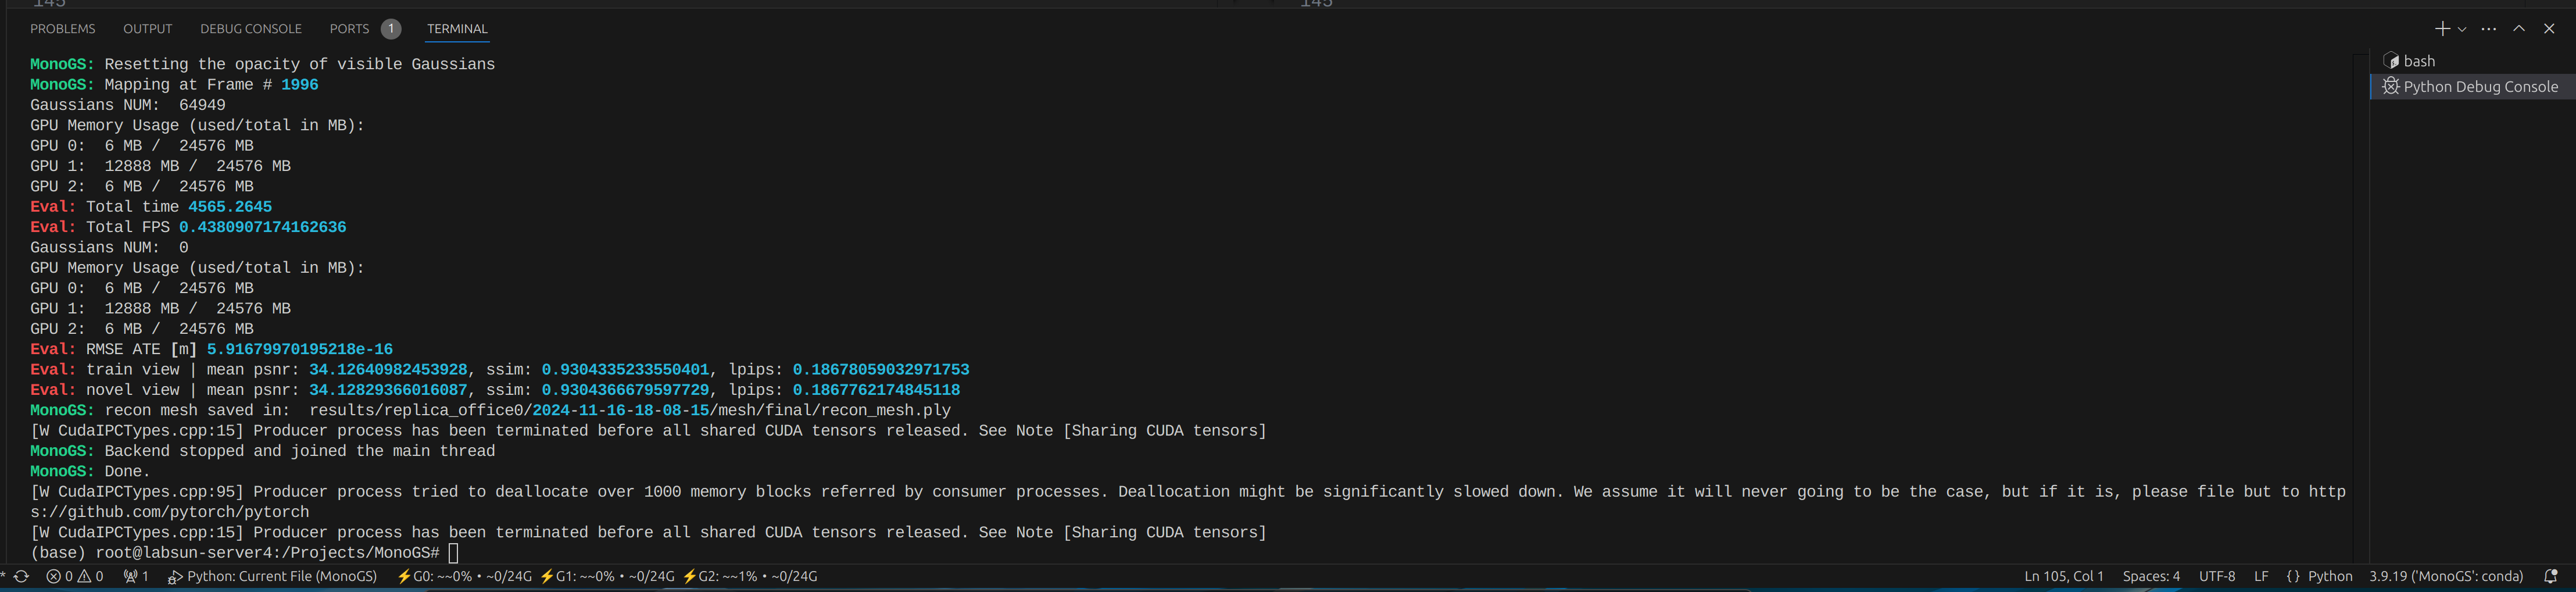 145
145
PROBLEMS OUTPUT DEBUG CONSOLE PORTS 1 TERMINAL
MonoGS: Resetting the opacity of visible Gaussians
MonoGS: Mapping at Frame # 1996
Gaussians NUM:  64949
GPU Memory Usage (used/total in MB):
GPU 0:  6 MB /  24576 MB
GPU 1:  12888 MB /  24576 MB
GPU 2:  6 MB /  24576 MB
Eval: Total time 4565.2645
Eval: Total FPS 0.4380907174162636
Gaussians NUM:  0
GPU Memory Usage (used/total in MB):
GPU 0:  6 MB /  24576 MB
GPU 1:  12888 MB /  24576 MB
GPU 2:  6 MB /  24576 MB
Eval: RMSE ATE [m] 5.91679970195218e-16
Eval: train view | mean psnr: 34.12640982453928, ssim: 0.9304335233550401, lpips: 0.18678059032971753
Eval: novel view | mean psnr: 34.12829366016087, ssim: 0.9304366679597729, lpips: 0.1867762174845118
MonoGS: recon mesh saved in:  results/replica_office0/2024-11-16-18-08-15/mesh/final/recon_mesh.ply
[W CudaIPCTypes.cpp:15] Producer process has been terminated before all shared CUDA tensors released. See Note [Sharing CUDA tensors]
MonoGS: Backend stopped and joined the main thread
MonoGS: Done.
[W CudaIPCTypes.cpp:95] Producer process tried to deallocate over 1000 memory blocks referred by consumer processes. Deallocation might be significantly slowed down. We assume it will never going to be the case, but if it is, please file but to http
s://github.com/pytorch/pytorch
[W CudaIPCTypes.cpp:15] Producer process has been terminated before all shared CUDA tensors released. See Note [Sharing CUDA tensors]
(base) root@labsun-server4:/Projects/MonoGS#
bash
Python Debug Console
* 0 0 1 Python: Current File (MonoGS) ⚡G0: ~~0% • ~0/24G ⚡G1: ~~0% • ~0/24G ⚡G2: ~~1% • ~0/24G Ln 105, Col 1 Spaces: 4 UTF-8 LF {} Python 3.9.19 ('MonoGS': conda)